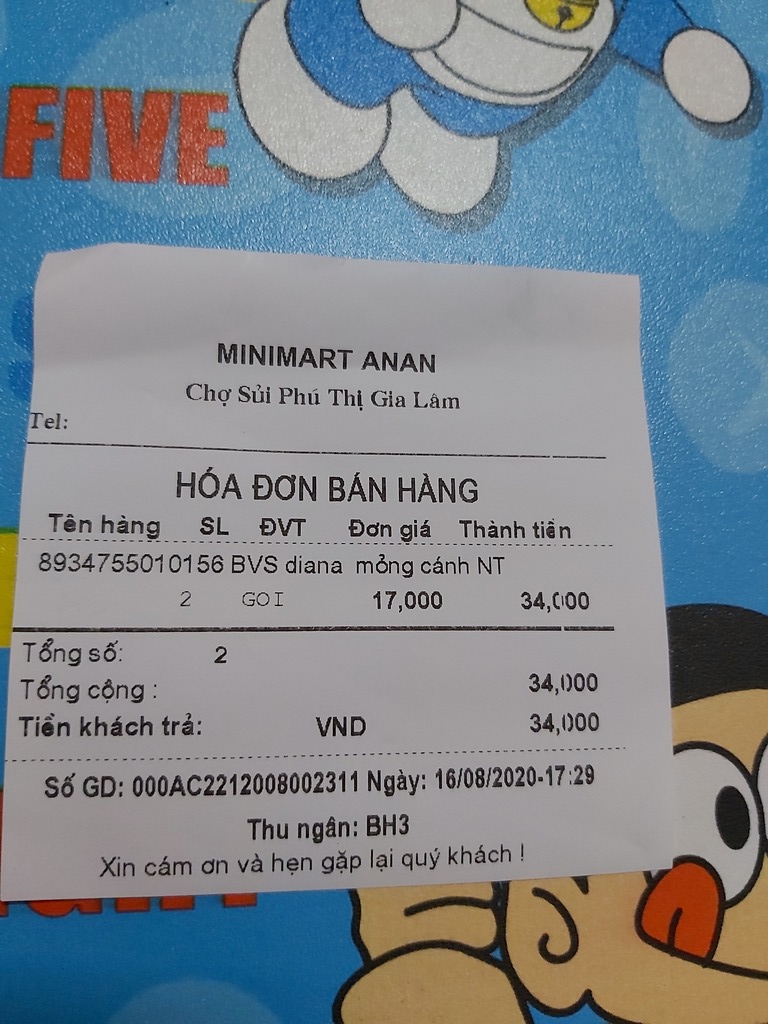 FIVE
MINIMART ANAN
Chợ Sủi Phú Thị Gia Lâm
Tel:
HÓA ĐƠN BÁN HÀNG
Tên hàng SL ĐVT Đơn giá Thành tiền
8934755010156 BVS diana mỏng cánh NT
2 GOI 17,000 34,000
Tổng số: 2
Tổng cộng : 34,000
Tiền khách trả: VND 34,000
Số GD: 000AC2212008002311 Ngày: 16/08/2020-17:29
Thu ngân: BH3
Xin cám ơn và hẹn gặp lại quý khách !